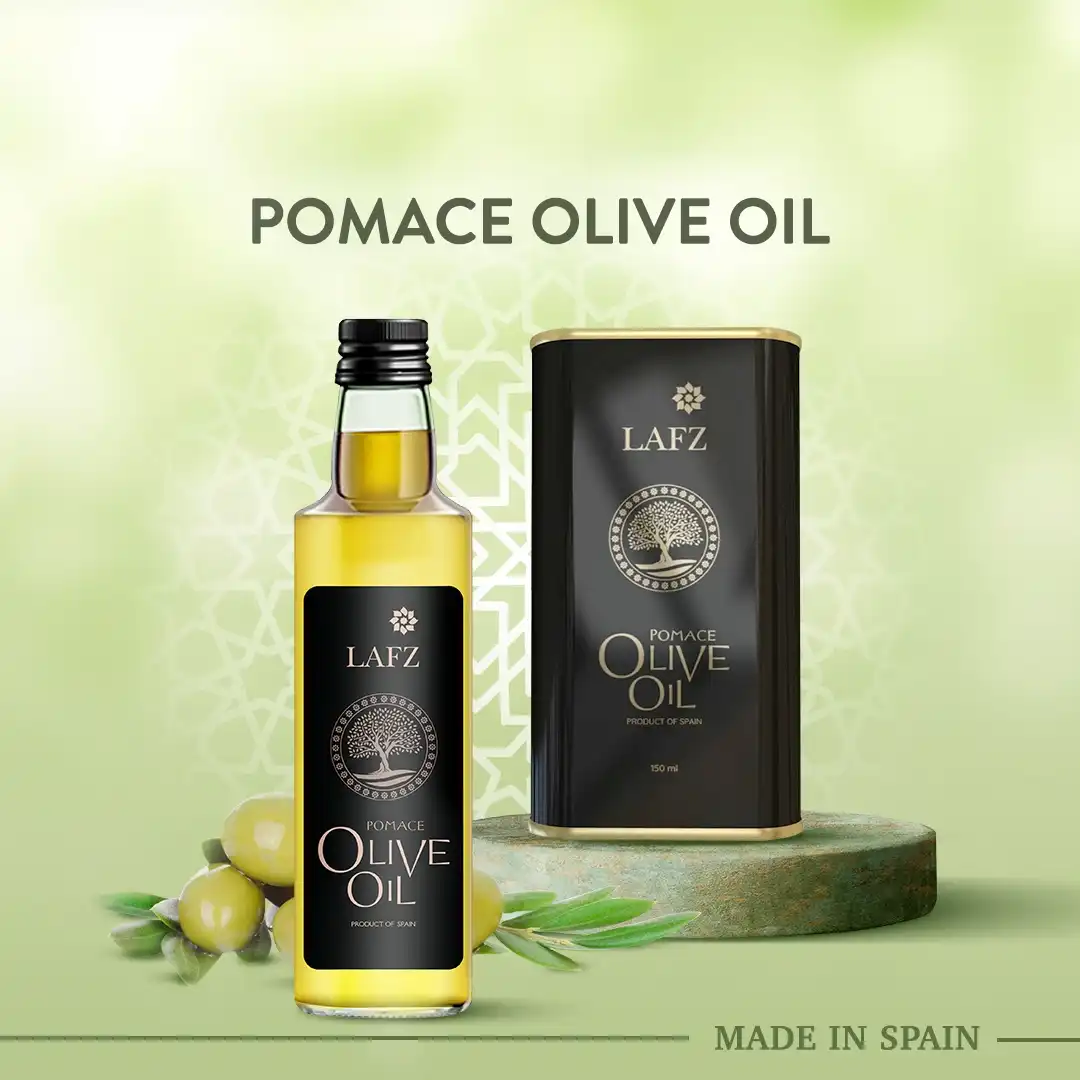 POMACE OLIVE OIL
LAFZ
POMACE
OLIVE
OIL
PRODUCT OF SPAIN
LAFZ
POMACE
OLIVE
OIL
PRODUCT OF SPAIN
150 ml
MADE IN SPAIN